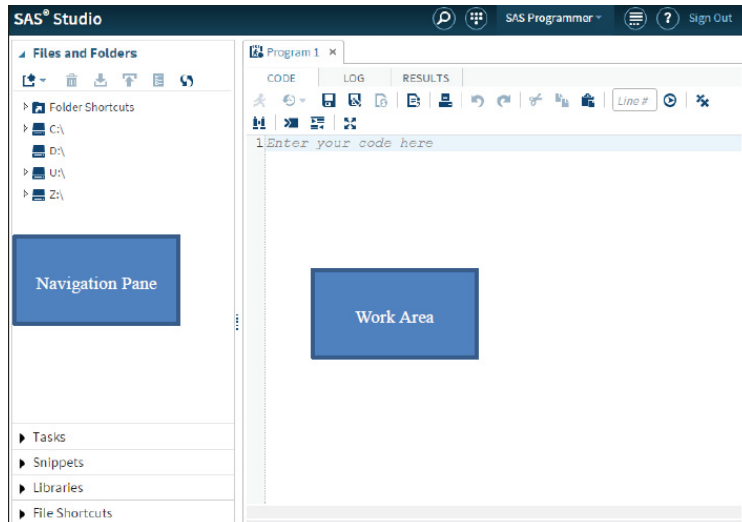 SAS® Studio
SAS Programmer
Sign Out
Files and Folders
Folder Shortcuts
C:\
D:\
U:\
Z:\
Navigation Pane
Tasks
Snippets
Libraries
File Shortcuts
Program 1
CODE LOG RESULTS
Line #
1 Enter your code here
Work Area